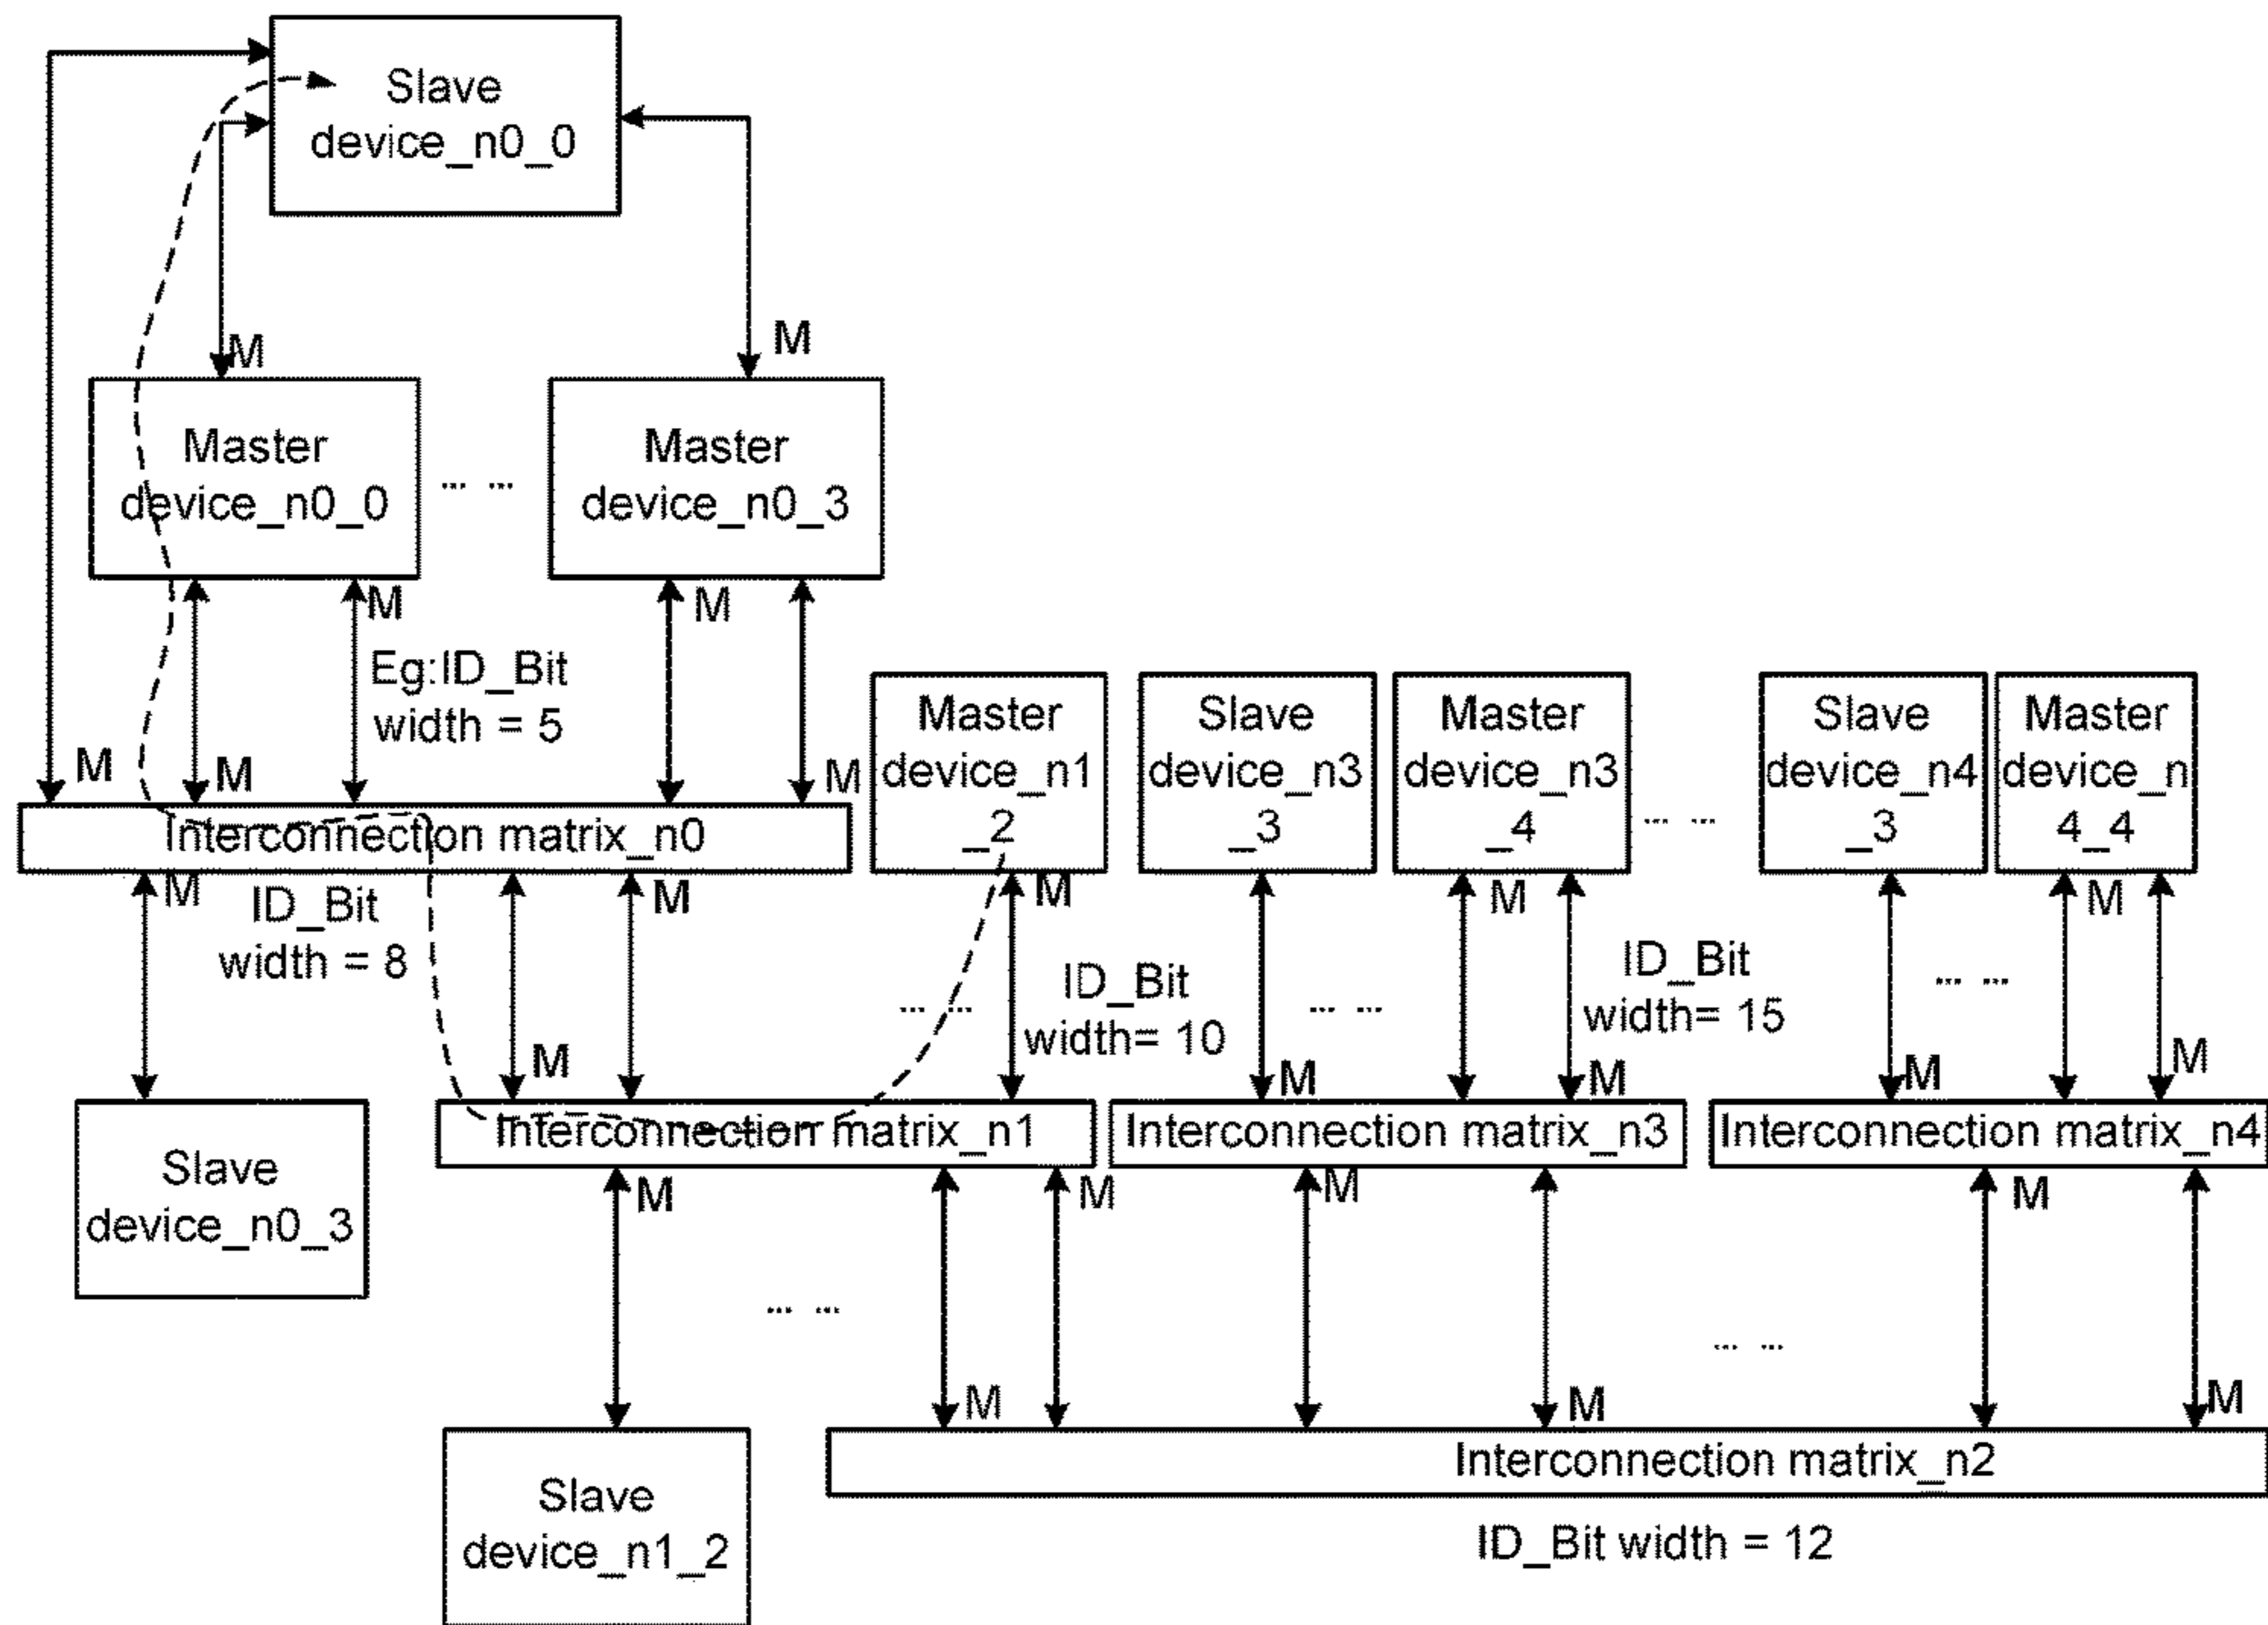 Slave
device_n0_0
M
M
Master
device_n0_0
... ...
Master
device_n0_3
M
M
Eg:ID_Bit
width = 5
M
M
M
Interconnection matrix_n0
Master
device_n1
_2
Slave
device_n3
_3
Master
device_n3
_4
... ...
Slave
device_n4
_3
Master
device_n
4_4
M
ID_Bit
width = 8
M
M
M
M
... ...
ID_Bit
width= 10
... ...
ID_Bit
width= 15
... ...
M
M
M
M
M
Interconnection matrix_n1
Interconnection matrix_n3
Interconnection matrix_n4
Slave
device_n0_3
M
M
M
M
... ...
... ...
M
M
M
Interconnection matrix_n2
Slave
device_n1_2
ID_Bit width = 12